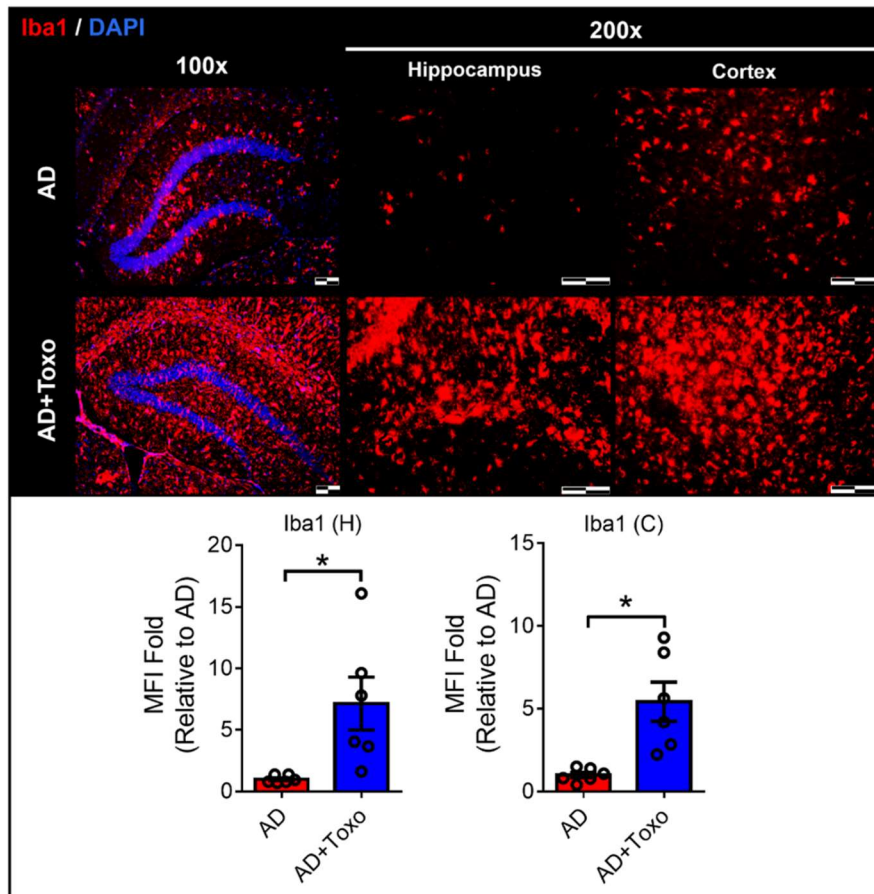 Iba1 / DAPI
200x
100x
Hippocampus
Cortex
AD
AD+Toxo
Iba1 (H)
MFI Fold
(Relative to AD)
20
15
10
5
0
*
AD
AD+Toxo
Iba1 (C)
MFI Fold
(Relative to AD)
15
10
5
0
*
AD
AD+Toxo